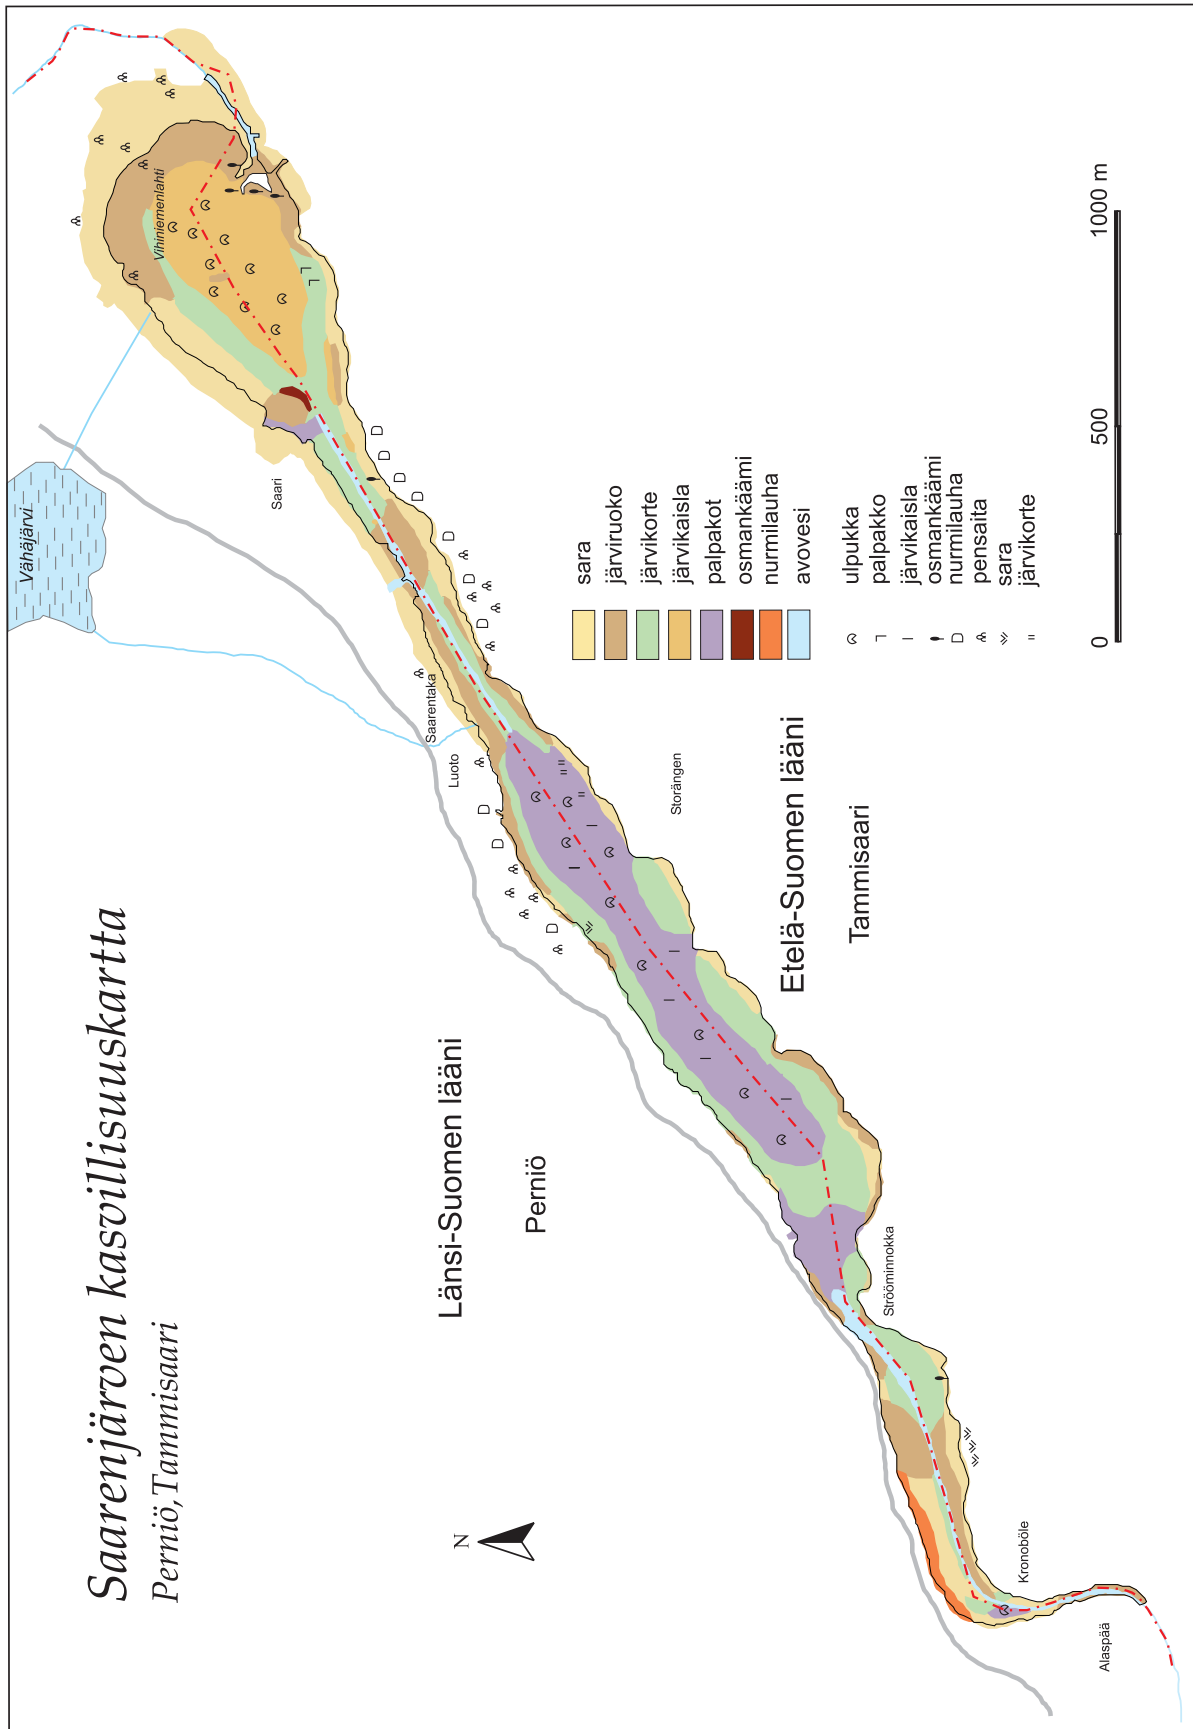 Saarenjärven kasvillisuuskartta
Perniö, Tammisaari
N
Vähäjärvi
Vihiniemenlahti
Saari
Saarentaka
Luoto
Storängen
Länsi-Suomen lääni
Perniö
Etelä-Suomen lääni
Tammisaari
Strööminnokka
Kronoböle
Alaspää
sara
järviruoko
järvikorte
järvikaisla
palpakot
osmankäämi
nurmilauha
avovesi
ulpukka
palpakko
järvikaisla
osmankäämi
nurmilauha
pensaita
sara
järvikorte
0 500 1000 m